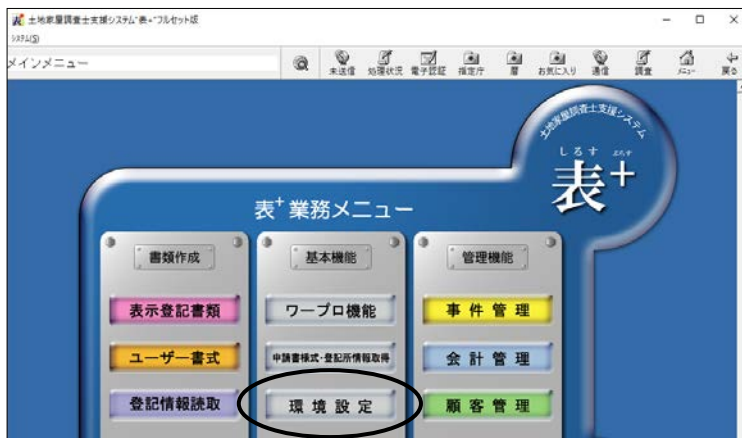 土地家屋調査士支援システム"表+"フルセット版
システム(S)
メインメニュー
未送信 処理状況 電子認証 指定庁 暦 お気に入り 通信 調査 メニュー 戻る
土地家屋調査士支援システム
しるす ぷらす
表+
表+ 業務メニュー
書類作成 基本機能 管理機能
表示登記書類 ワープロ機能 事件管理
ユーザー書式 申請書様式・登記所情報取得 会計管理
登記情報読取 環境設定 顧客管理